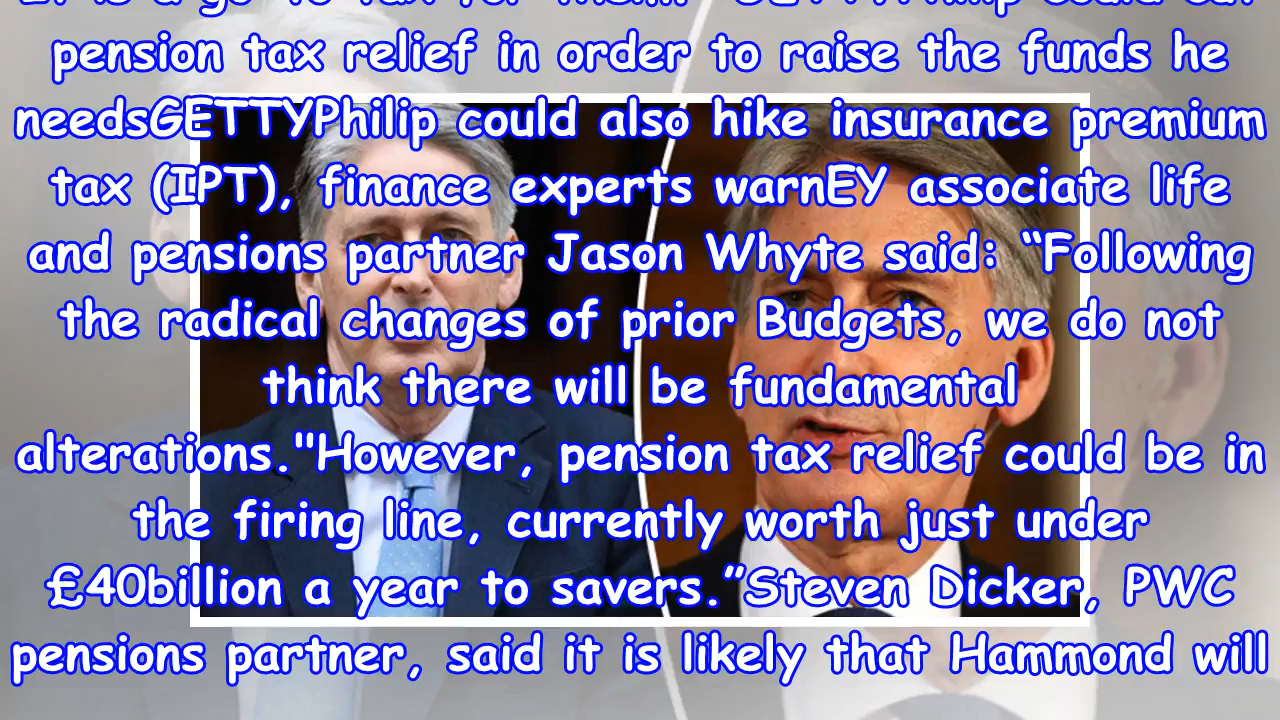 pension tax relief in order to raise the funds he
needsGETTYPhilip could also hike insurance premium
tax (IPT), finance experts warnEY associate life
and pensions partner Jason Whyte said: “Following
the radical changes of prior Budgets, we do not
think there will be fundamental
alterations."However, pension tax relief could be in
the firing line, currently worth just under
£40billion a year to savers.”Steven Dicker, PWC
pensions partner, said it is likely that Hammond will